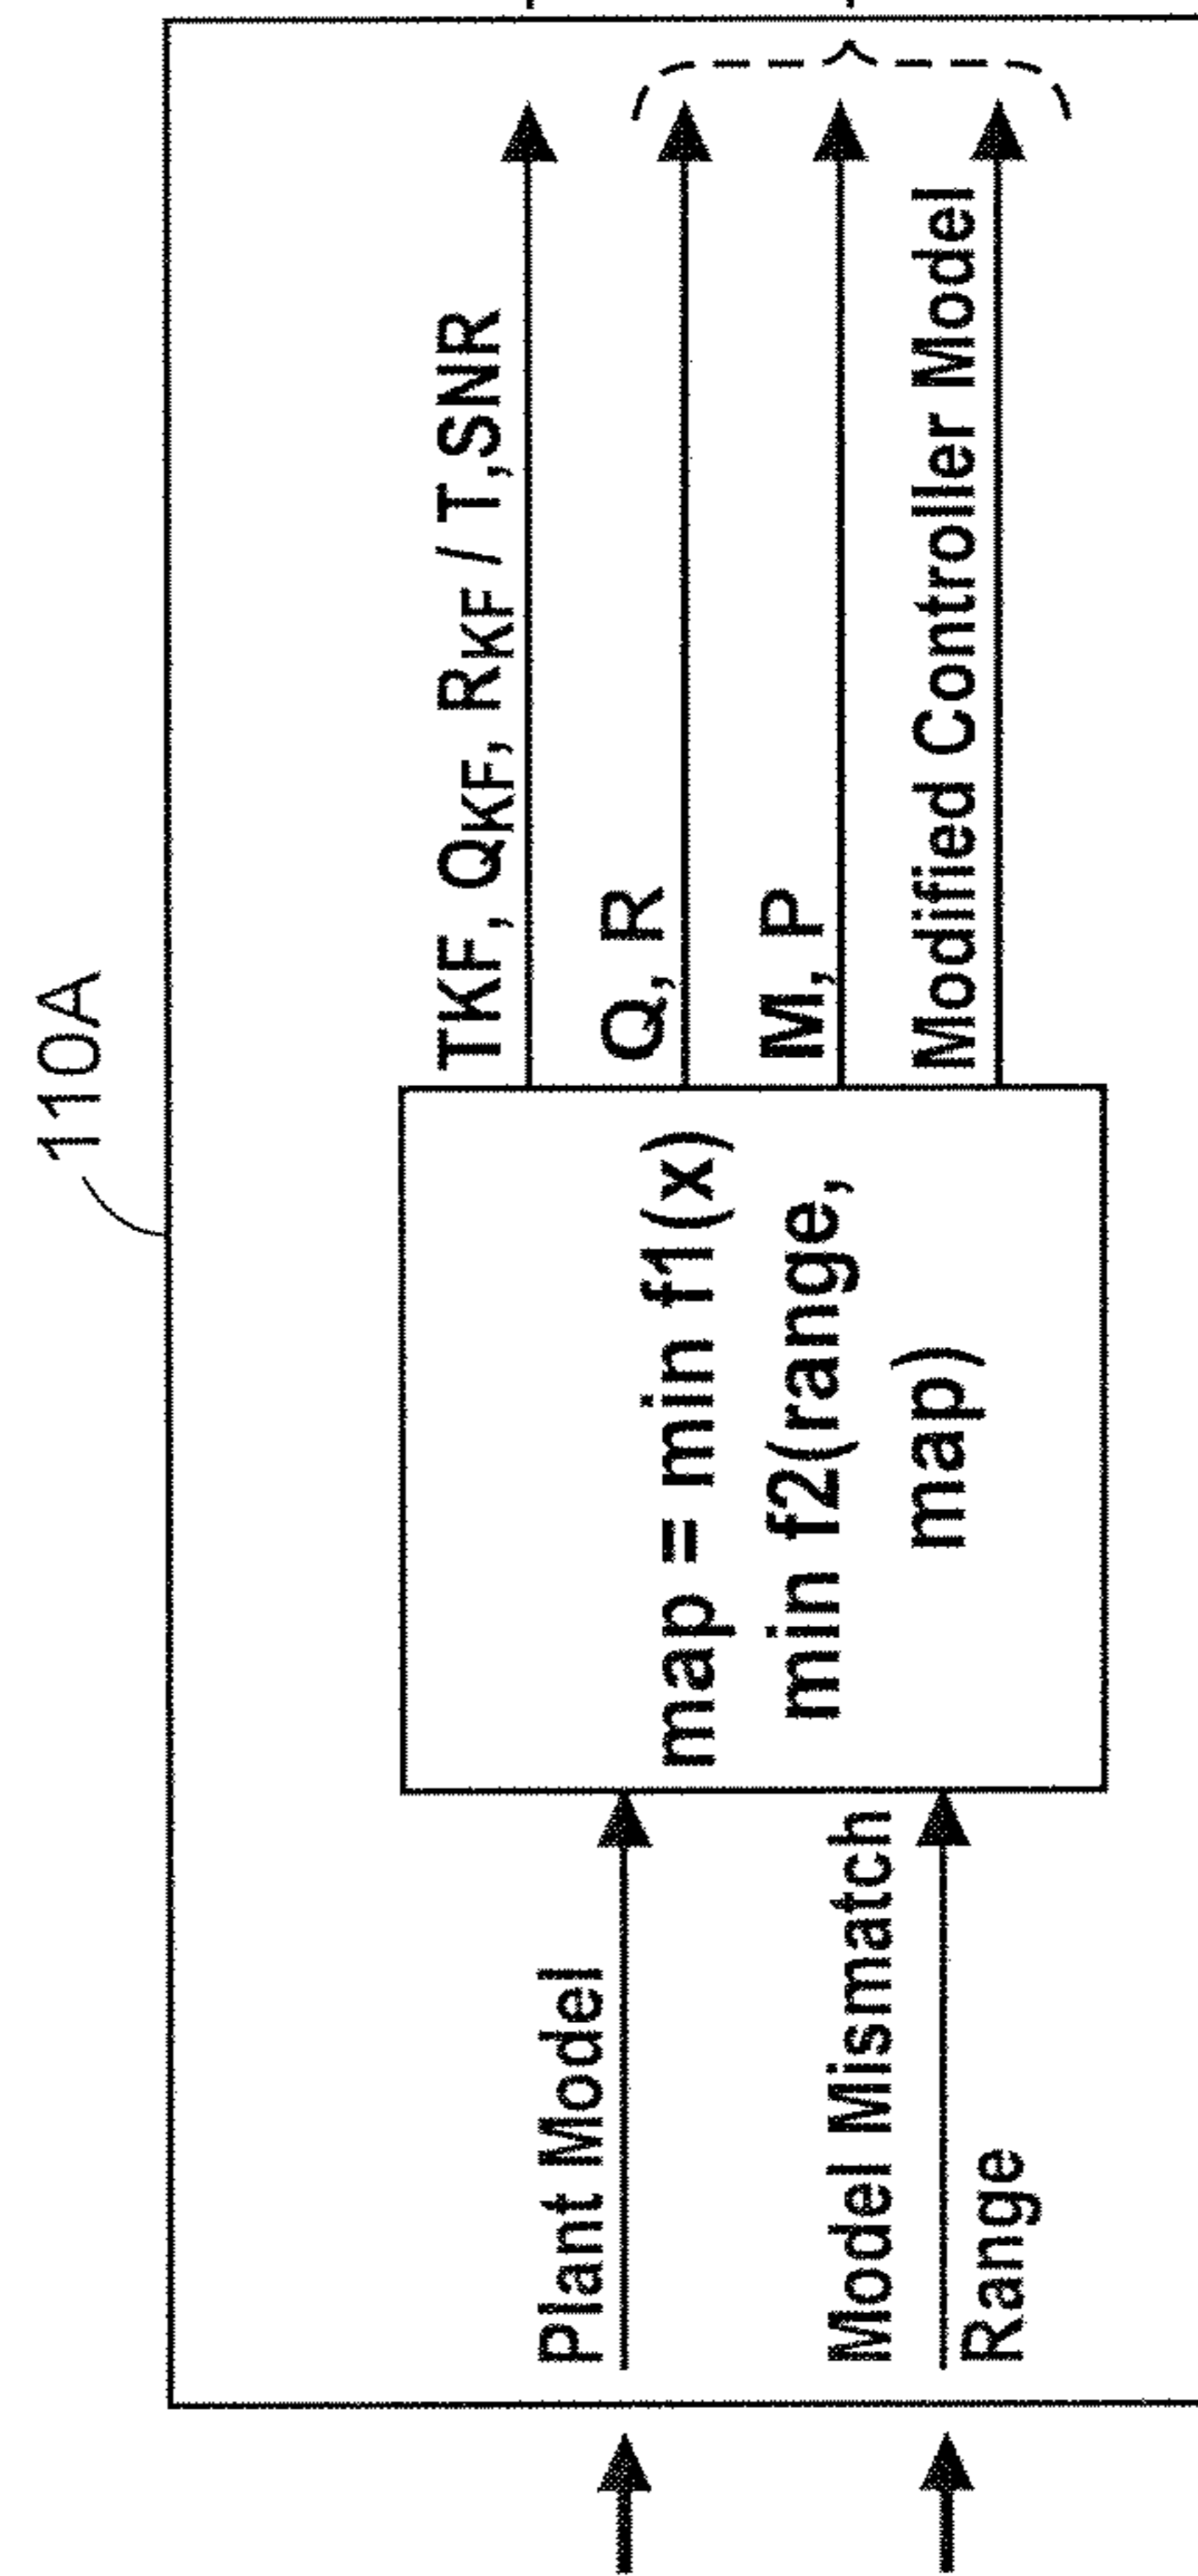 110A
Plant Model
Model Mismatch
Range
map = min f1(x)
min f2(range,
map)
TKF, QKF, RKF / T,SNR
Q, R
M, P
Modified Controller Model